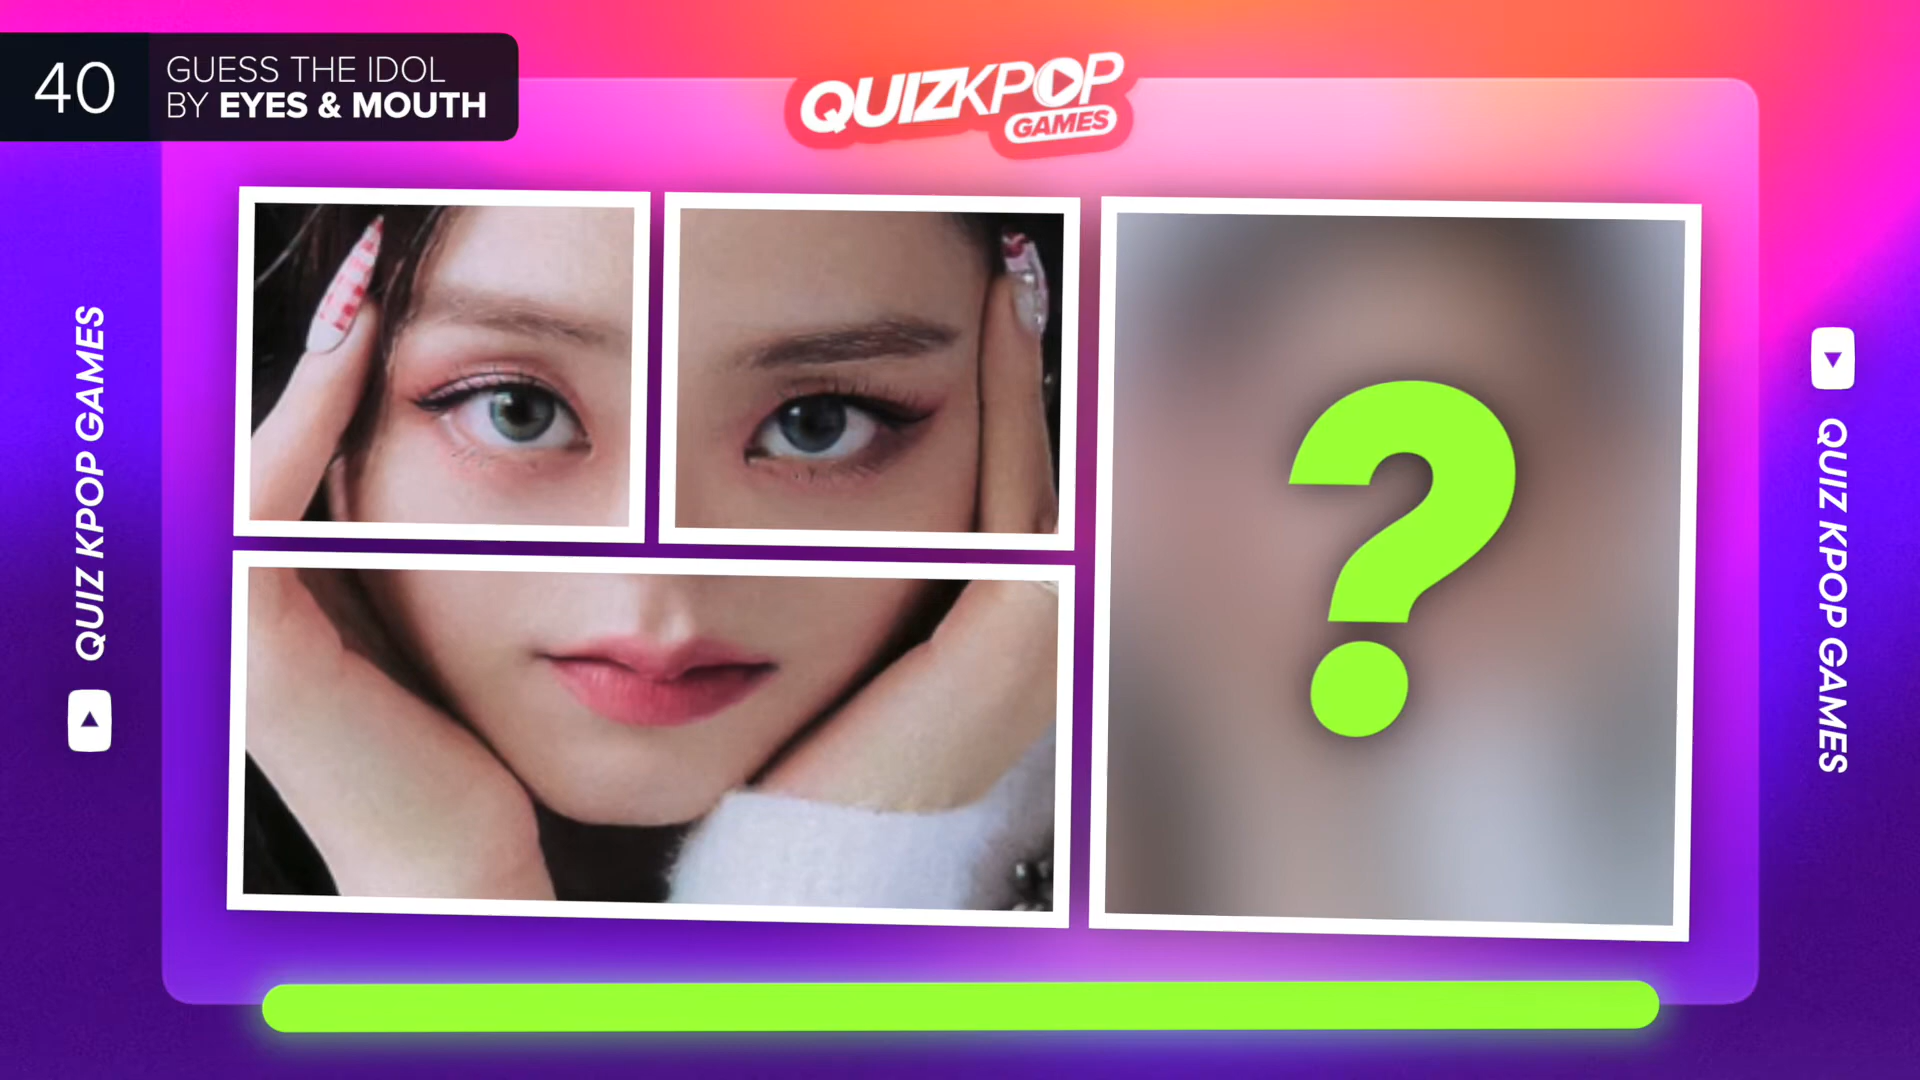 40
GUESS THE IDOL
BY EYES & MOUTH
QUIZKPOP
GAMES
QUIZ KPOP GAMES
?
QUIZ KPOP GAMES